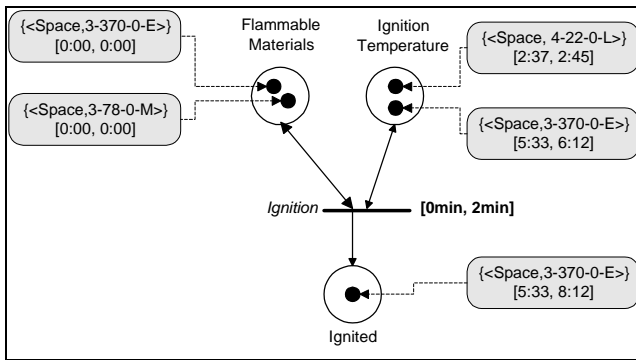 {<Space,3-370-0-E>}
[0:00, 0:00]
Flammable
Materials
Ignition
Temperature
{<Space, 4-22-0-L>}
[2:37, 2:45]
{<Space,3-78-0-M>}
[0:00, 0:00]
{<Space,3-370-0-E>}
[5:33, 6:12]
Ignition
[0min, 2min]
{<Space,3-370-0-E>}
[5:33, 8:12]
Ignited